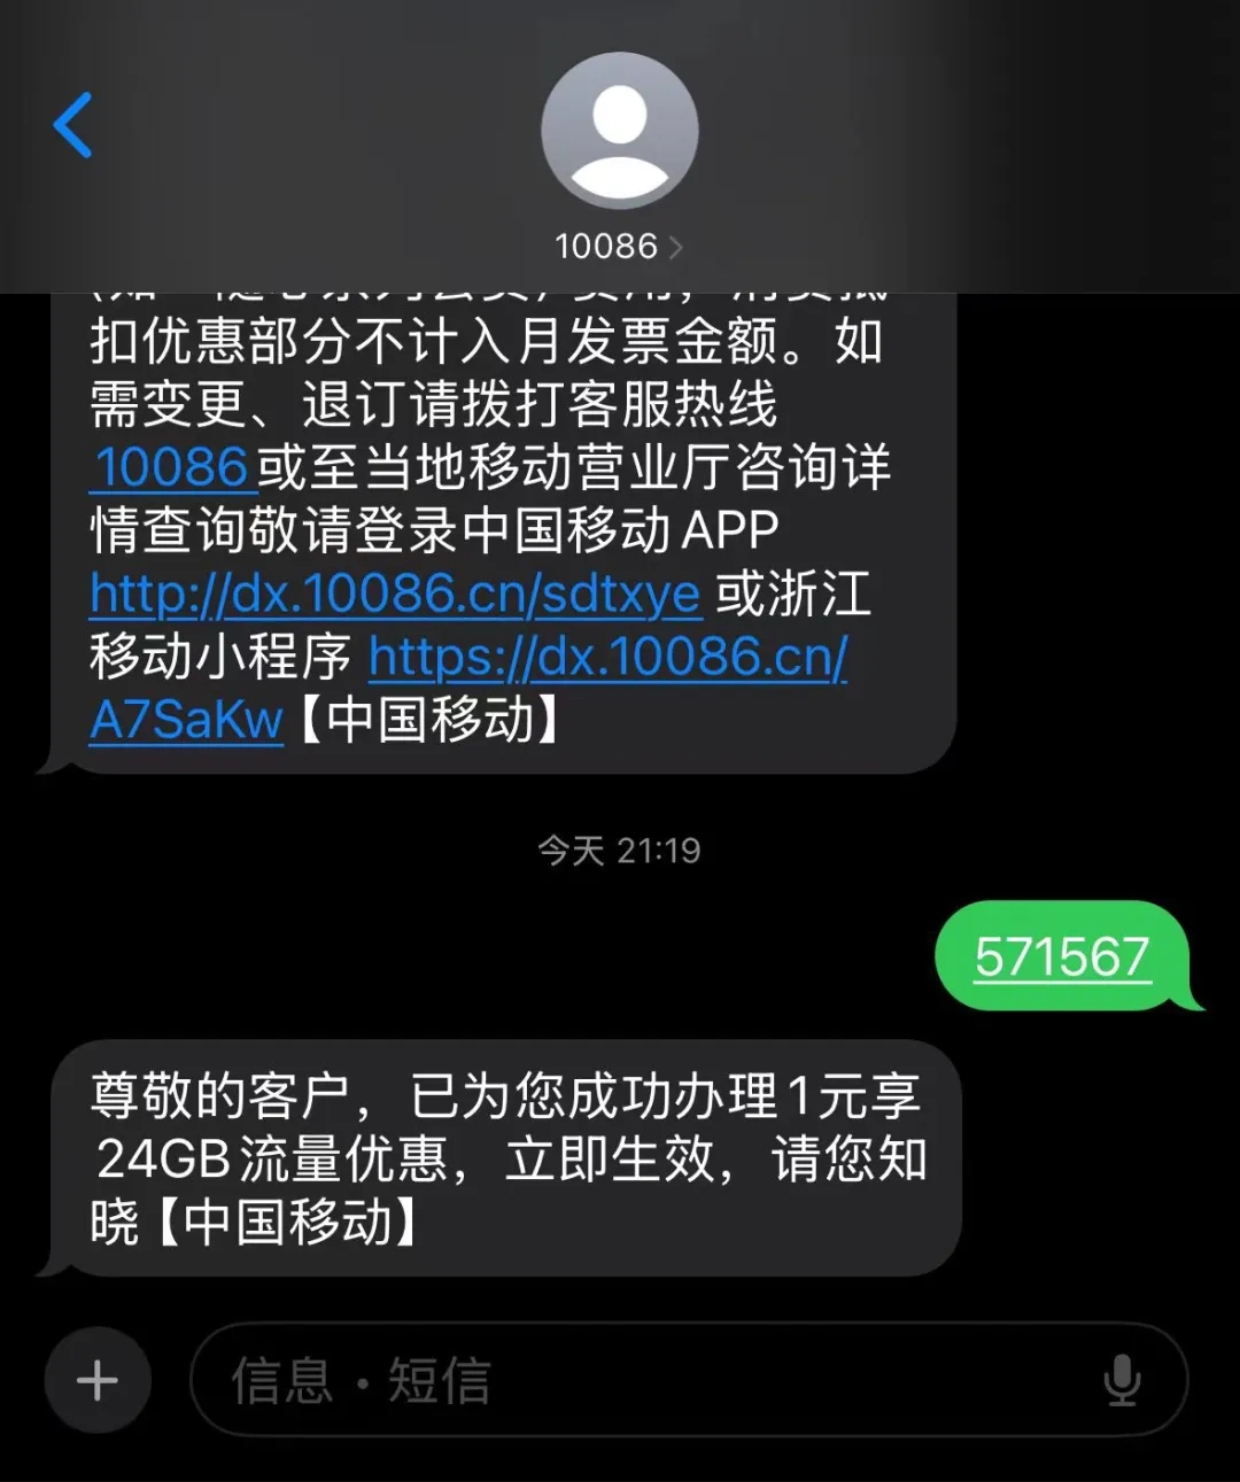 10086
扣优惠部分不计入月发票金额。如
需变更、退订请拨打客服热线
10086或至当地移动营业厅咨询详
情查询敬请登录中国移动APP
http://dx.10086.cn/sdtxye 或浙江
移动小程序 https://dx.10086.cn/
A7SaKw【中国移动】
今天 21:19
571567
尊敬的客户，已为您成功办理1元享
24GB流量优惠，立即生效，请您知
晓【中国移动】
信息・短信